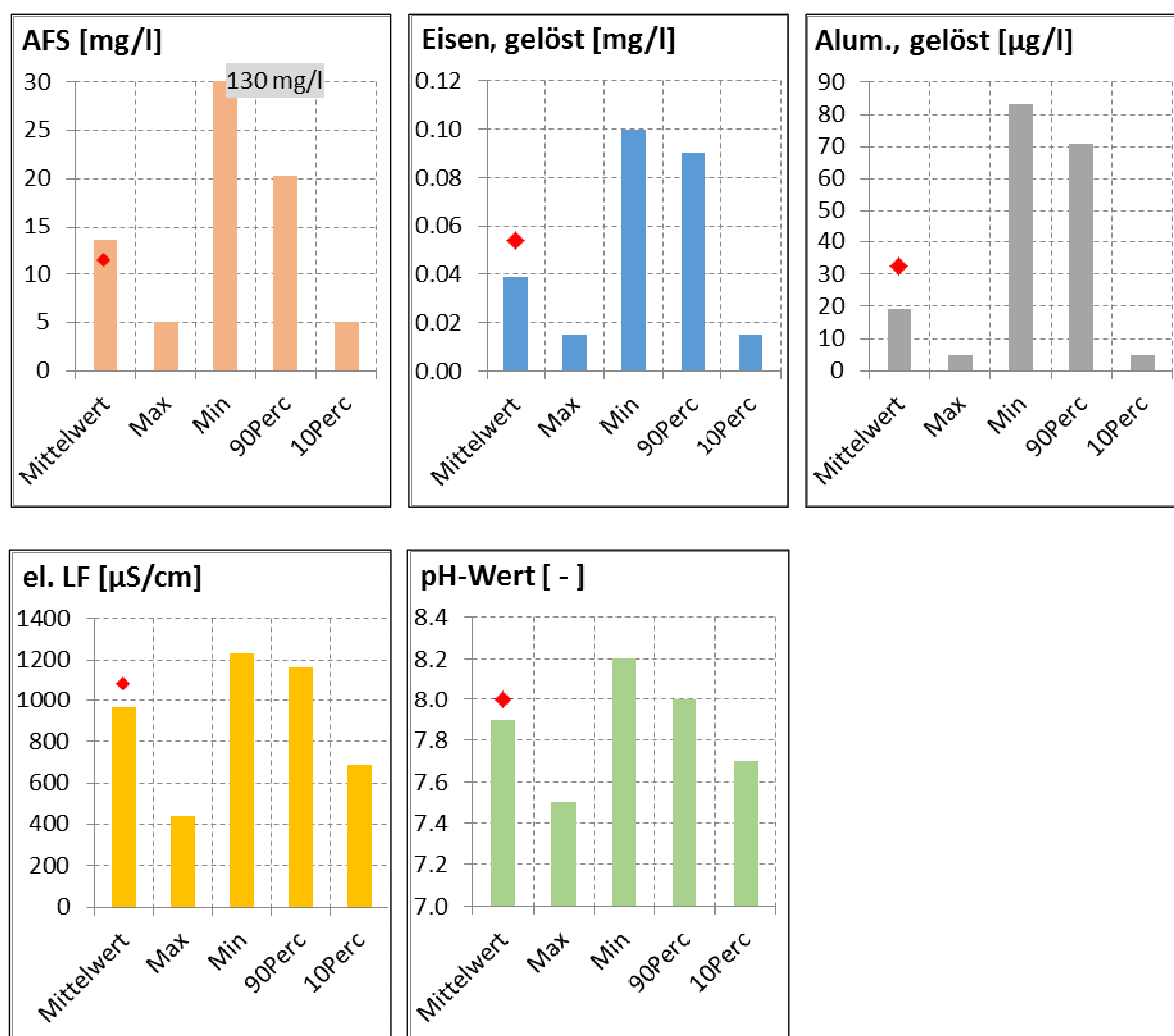 AFS [mg/l]
130 mg/l
30
25
20
15
10
5
0
Mittelwert
Max
Min
90Perc
10Perc
Eisen, gelöst [mg/l]
0.12
0.10
0.08
0.06
0.04
0.02
0.00
Mittelwert
Max
Min
90Perc
10Perc
Alum., gelöst [µg/l]
90
80
70
60
50
40
30
20
10
0
Mittelwert
Max
Min
90Perc
10Perc
el. LF [µS/cm]
1400
1200
1000
800
600
400
200
0
Mittelwert
Max
Min
90Perc
10Perc
pH-Wert [ - ]
8.4
8.2
8.0
7.8
7.6
7.4
7.2
7.0
Mittelwert
Max
Min
90Perc
10Perc